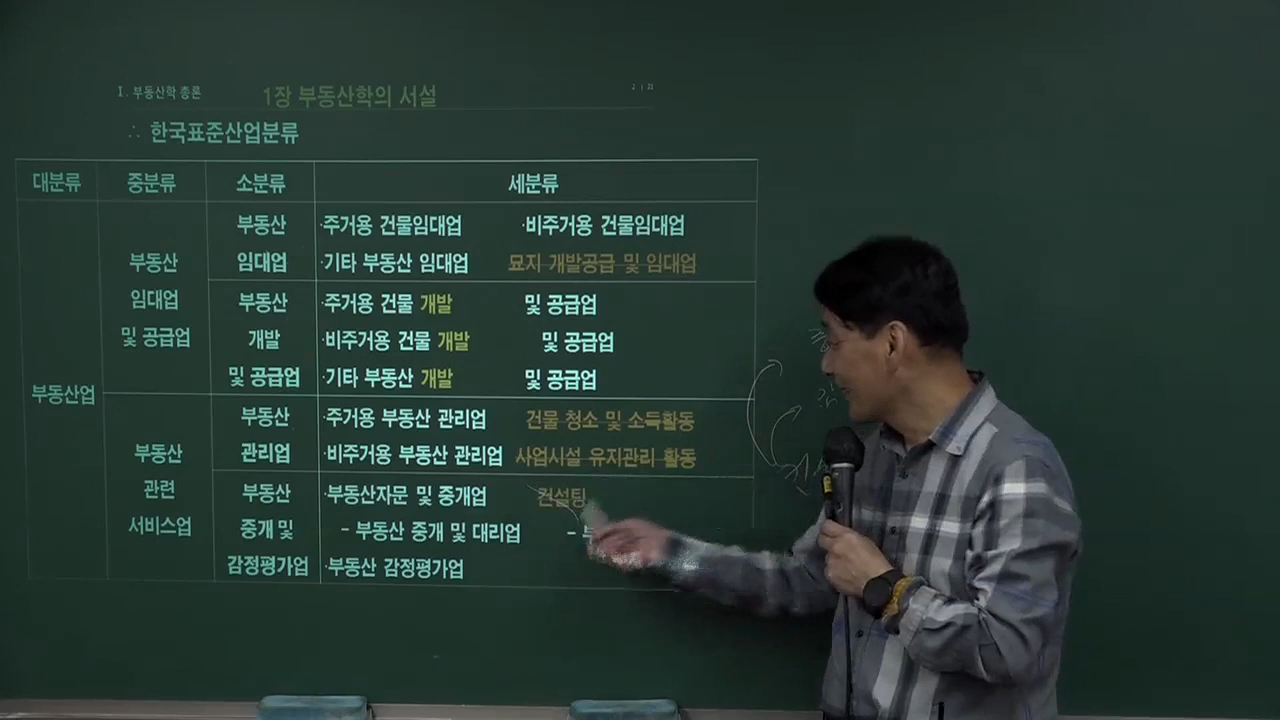 Ⅰ. 부동산학 총론 1장 부동산학의 서설 2 | 21
∴ 한국표준산업분류
대분류 중분류 소분류 세분류
부동산업
부동산
임대업
및 공급업
부동산
임대업
·주거용 건물임대업 ·비주거용 건물임대업
·기타 부동산 임대업 묘지 개발공급 및 임대업
부동산
개발
및 공급업
·주거용 건물 개발 및 공급업
·비주거용 건물 개발 및 공급업
·기타 부동산 개발 및 공급업
부동산
관련
서비스업
부동산
관리업
·주거용 부동산 관리업 건물 청소 및 소득활동
·비주거용 부동산 관리업 사업시설 유지관리 활동
부동산
중개 및
감정평가업
·부동산자문 및 중개업 컨설팅
- 부동산 중개 및 대리업 -
·부동산 감정평가업